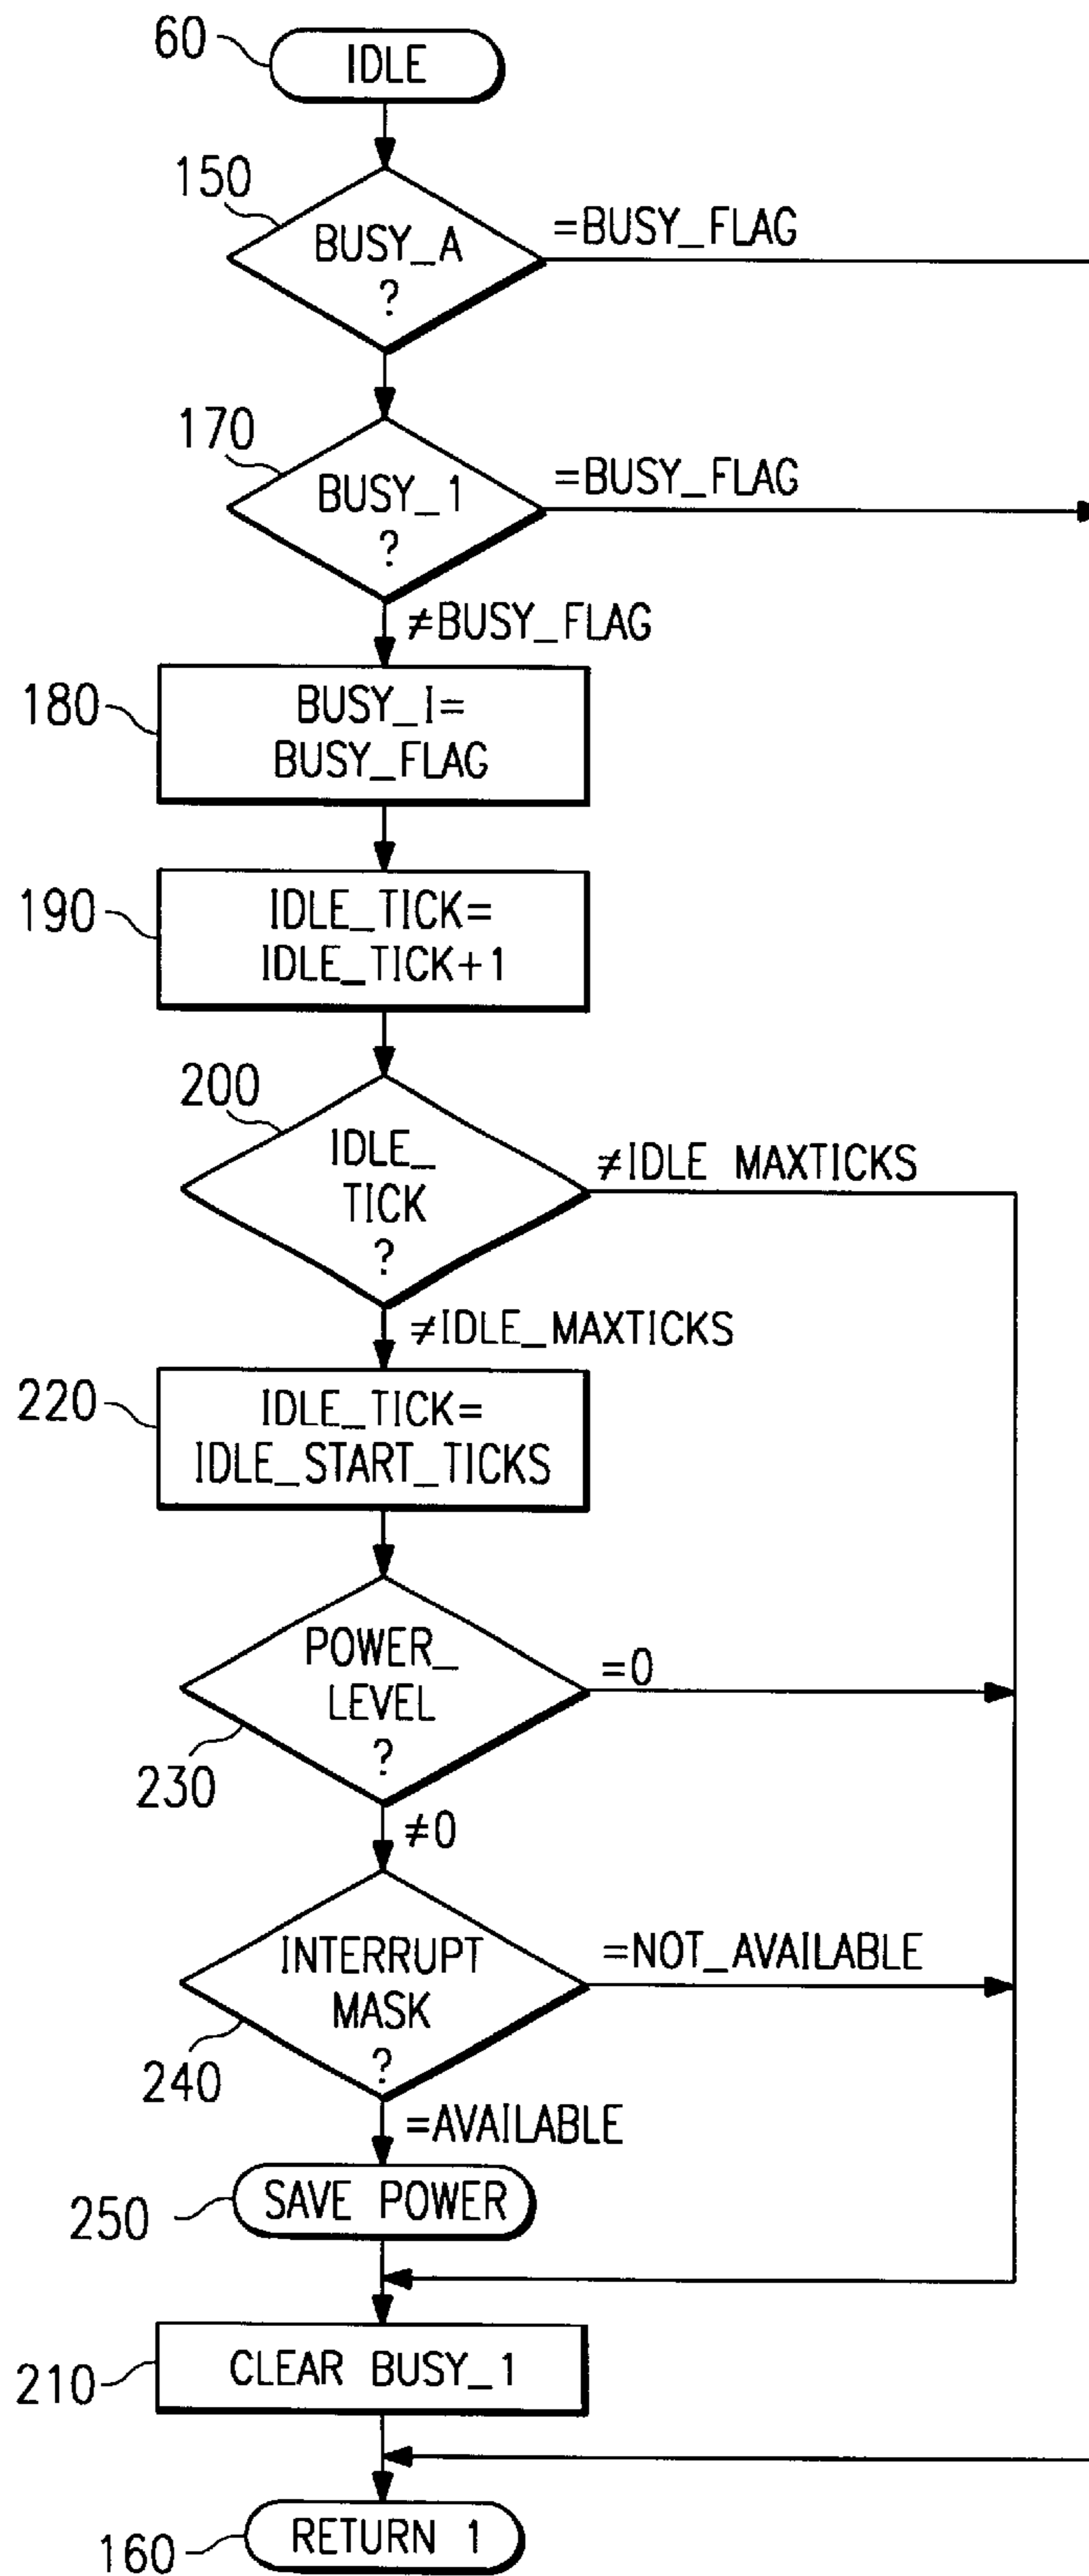 60
IDLE
150
BUSY_A
?
=BUSY_FLAG
170
BUSY_1
?
=BUSY_FLAG
≠BUSY_FLAG
180
BUSY_I=
BUSY_FLAG
190
IDLE_TICK=
IDLE_TICK+1
200
IDLE_
TICK
?
≠IDLE MAXTICKS
≠IDLE_MAXTICKS
220
IDLE_TICK=
IDLE_START_TICKS
POWER_
LEVEL
?
=0
230
≠0
INTERRUPT
MASK
?
=NOT_AVAILABLE
240
=AVAILABLE
250
SAVE POWER
210
CLEAR BUSY_1
160
RETURN 1